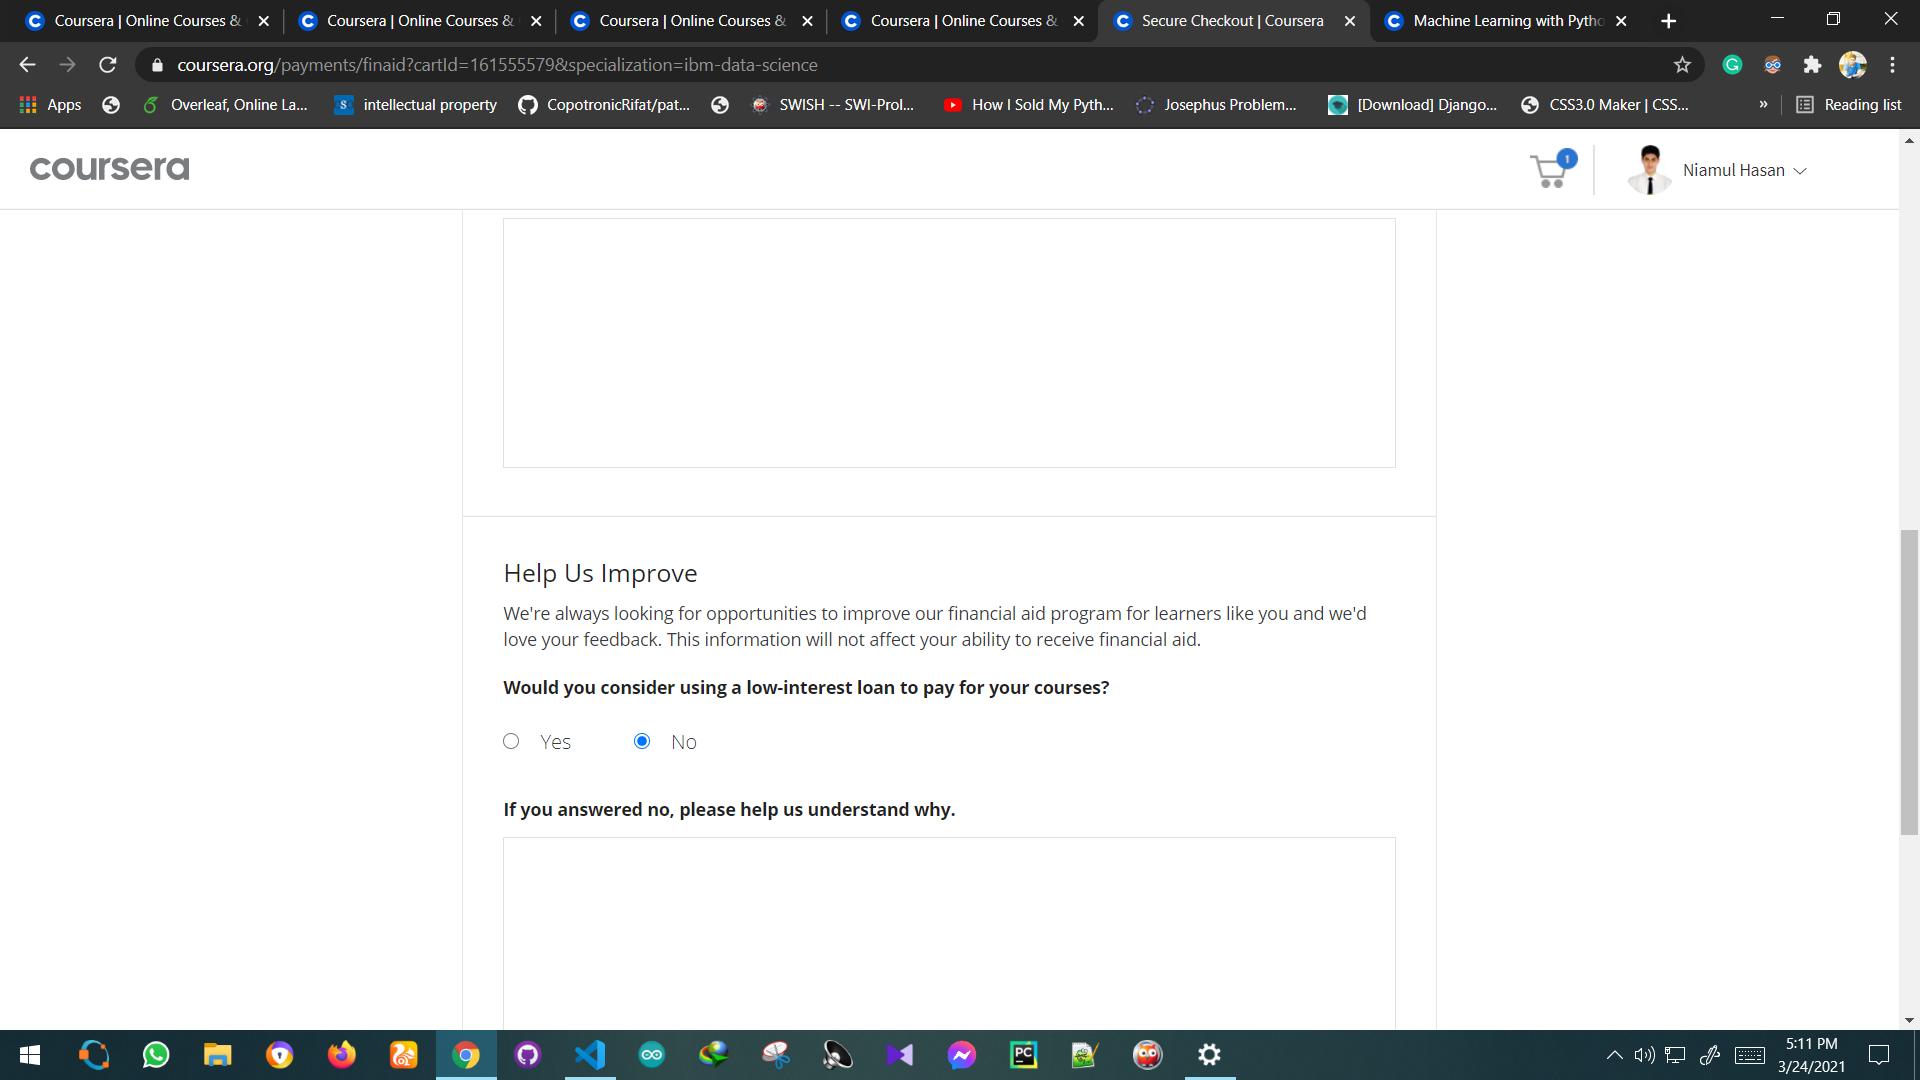 Coursera | Online Courses &
Coursera | Online Courses &
Coursera | Online Courses &
Coursera | Online Courses &
Secure Checkout | Coursera
Machine Learning with Pytho
coursera.org/payments/finaid?cartId=161555579&specialization=ibm-data-science
Apps
Overleaf, Online La...
intellectual property
CopotronicRifat/pat...
SWISH -- SWI-Prol...
How I Sold My Pyth...
Josephus Problem...
[Download] Django...
CSS3.0 Maker | CSS...
»
Reading list
coursera
1
Niamul Hasan
Help Us Improve
We're always looking for opportunities to improve our financial aid program for learners like you and we'd
love your feedback. This information will not affect your ability to receive financial aid.
Would you consider using a low-interest loan to pay for your courses?
Yes
No
If you answered no, please help us understand why.
5:11 PM
3/24/2021